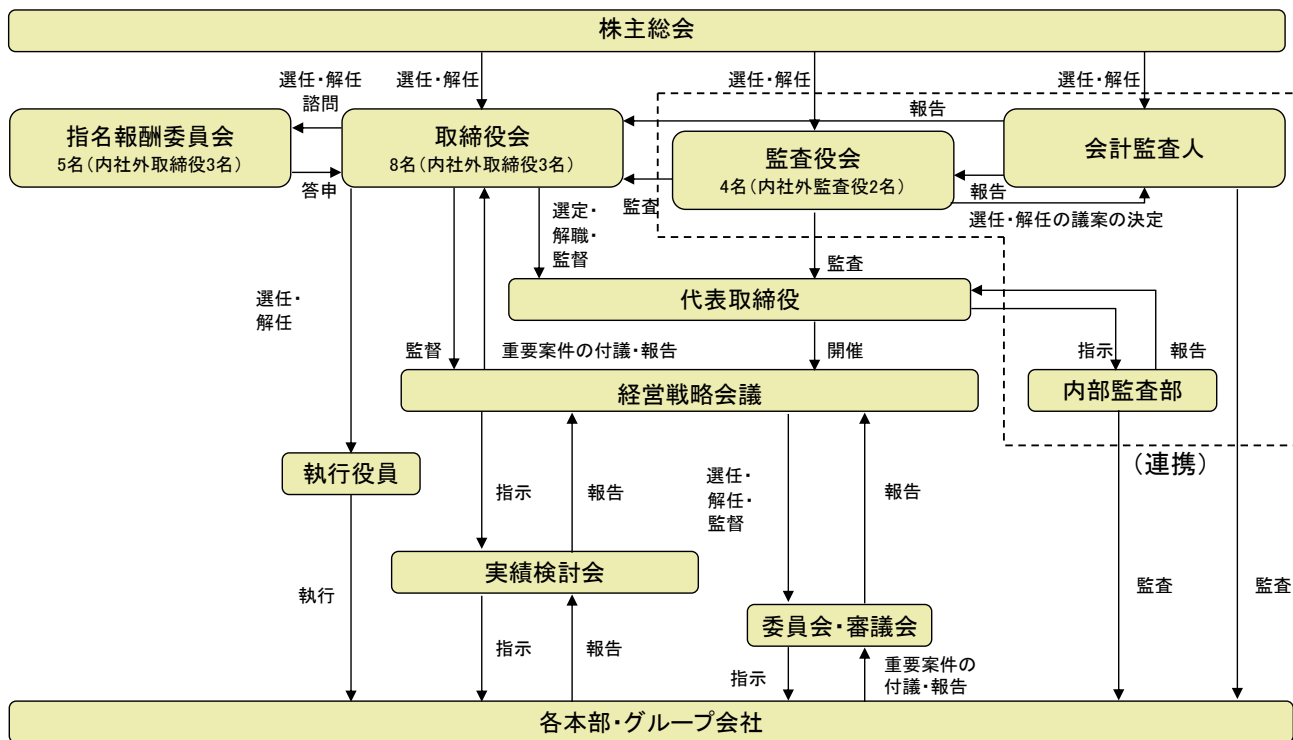 株主総会
選任・解任
諮問
選任・解任
選任・解任
選任・解任
指名報酬委員会
5名(内社外取締役3名)
答申
取締役会
8名(内社外取締役3名)
報告
監査
監査役会
4名(内社外監査役2名)
報告
選任・解任の議案の決定
会計監査人
選定・
解職・
監督
監査
代表取締役
選任・
解任
監督
重要案件の付議・報告
開催
指示
報告
経営戦略会議
内部監査部
(連携)
執行役員
指示
報告
選任・
解任・
監督
報告
実績検討会
執行
監査
監査
委員会・審議会
指示
報告
指示
重要案件の
付議・報告
各本部・グループ会社